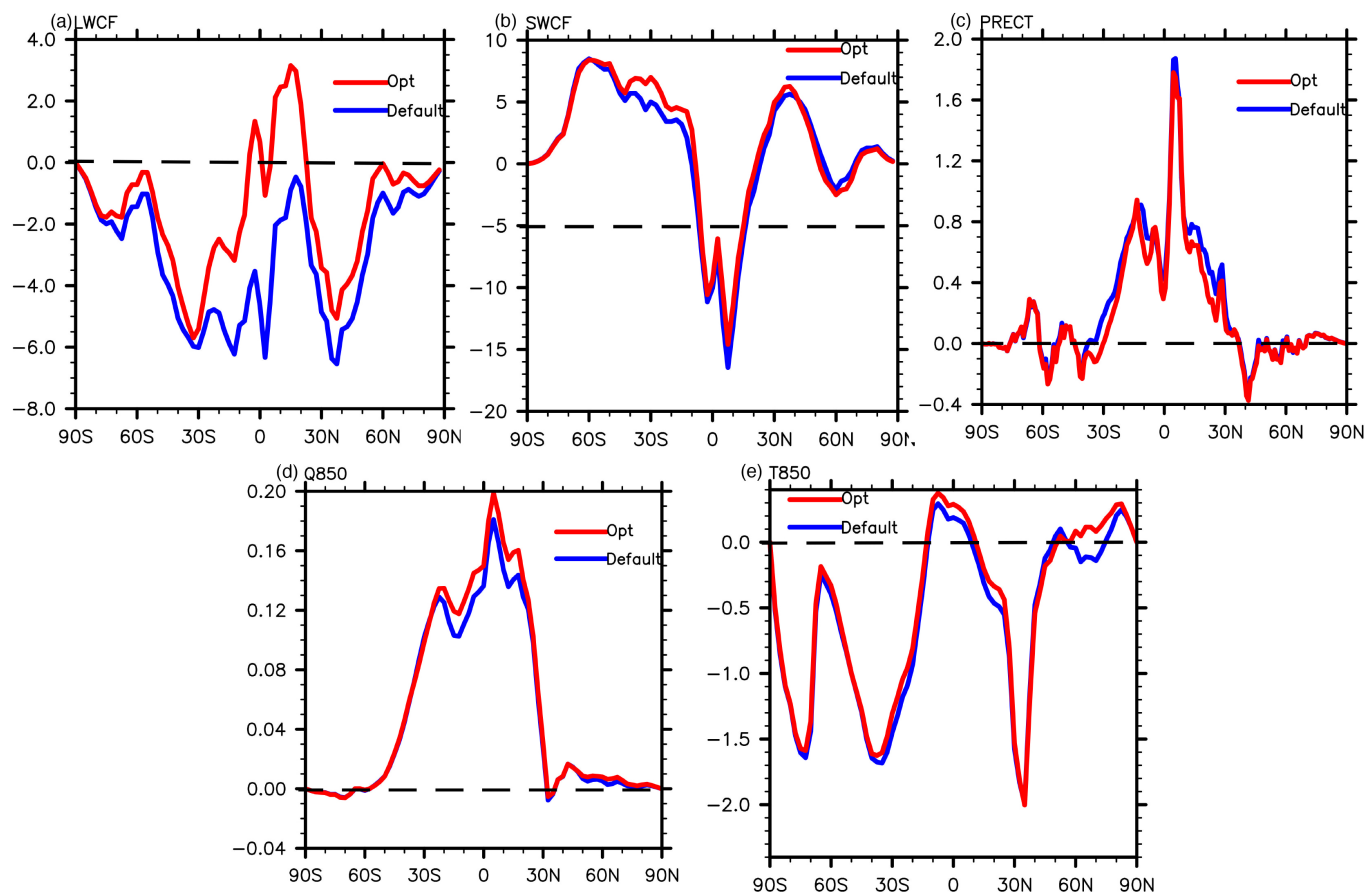 (a) LWCF
4.0
2.0
0.0
−2.0
−4.0
−6.0
−8.0
90S 60S 30S 0 30N 60N 90N
Opt
Default
(b) SWCF
10
5
0
−5
−10
−15
−20
90S 60S 30S 0 30N 60N 90N
Opt
Default
(c) PRECT
2.0
1.6
1.2
0.8
0.4
0.0
−0.4
90S 60S 30S 0 30N 60N 90N
Opt
Default
(d) Q850
0.20
0.16
0.12
0.08
0.04
0.00
−0.04
90S 60S 30S 0 30N 60N 90N
Opt
Default
(e) T850
0.0
−0.5
−1.0
−1.5
−2.0
90S 60S 30S 0N 30N 60N 90N
Opt
Default